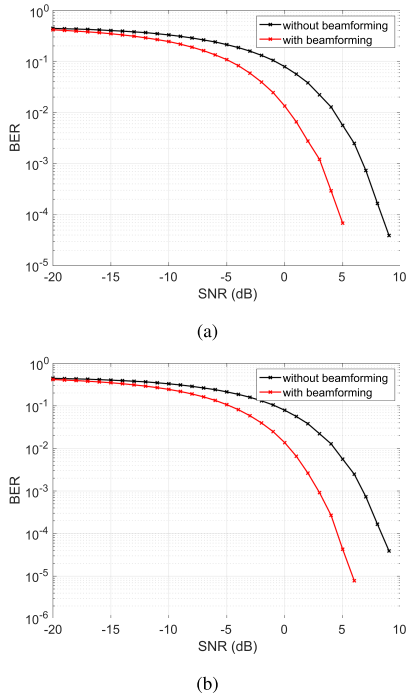 10^0
without beamforming
with beamforming
10^-1
10^-2
10^-3
10^-4
10^-5
BER
-20 -15 -10 -5 0 5 10
SNR (dB)
(a)
10^0
without beamforming
with beamforming
10^-1
10^-2
10^-3
10^-4
10^-5
10^-6
BER
-20 -15 -10 -5 0 5 10
SNR (dB)
(b)